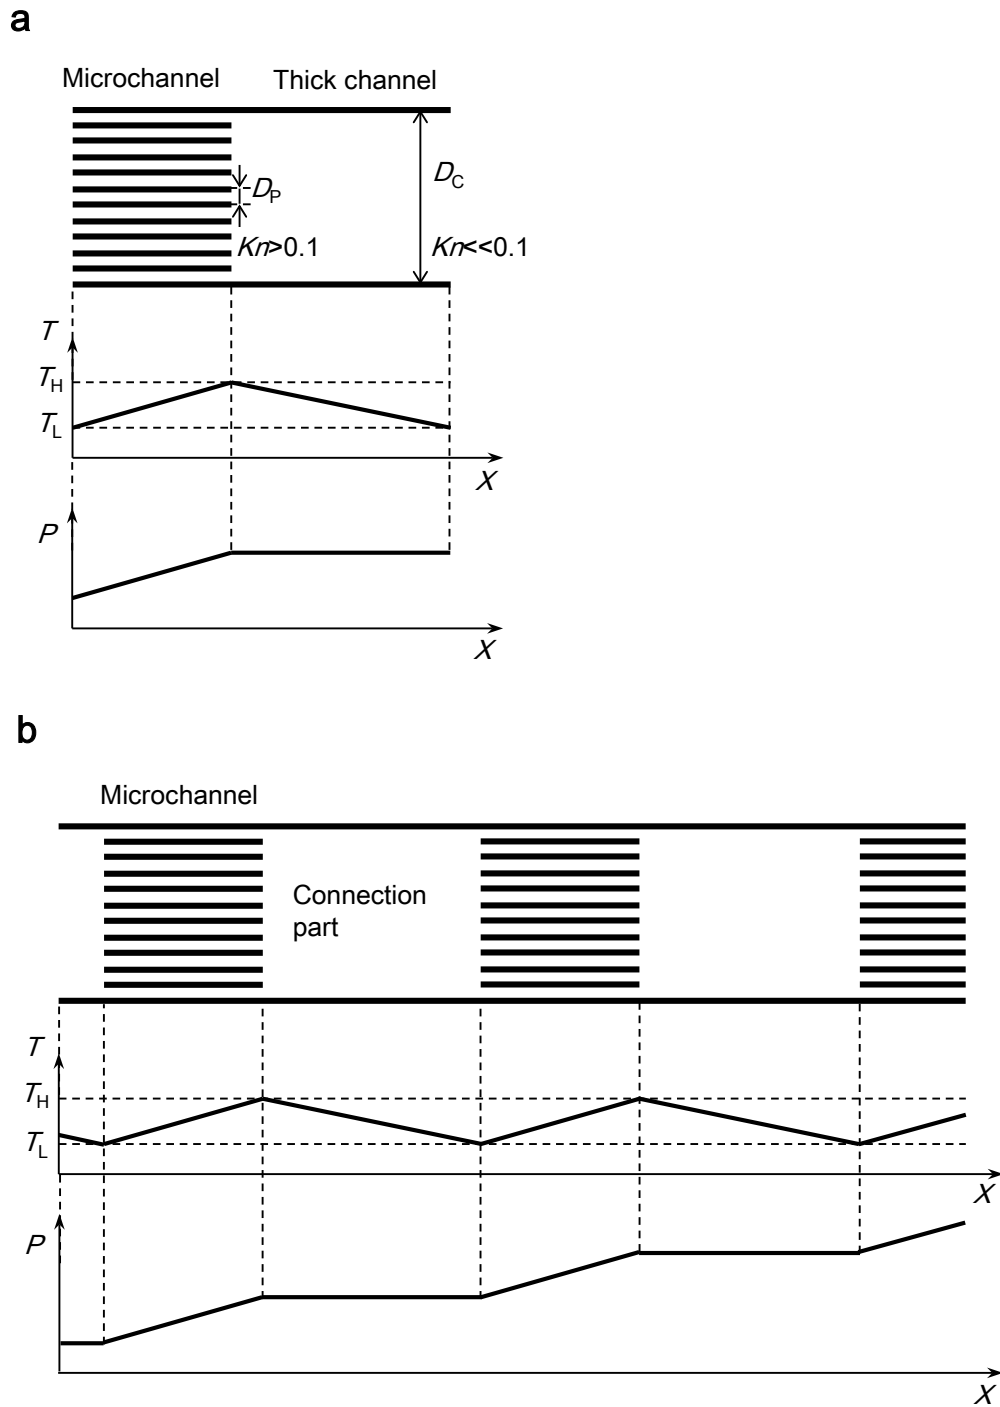 a
Microchannel
Thick channel
D_P
D_C
Kn>0.1
Kn<<0.1
T
T_H
T_L
X
P
X
b
Microchannel
Connection
part
T
T_H
T_L
X
P
X